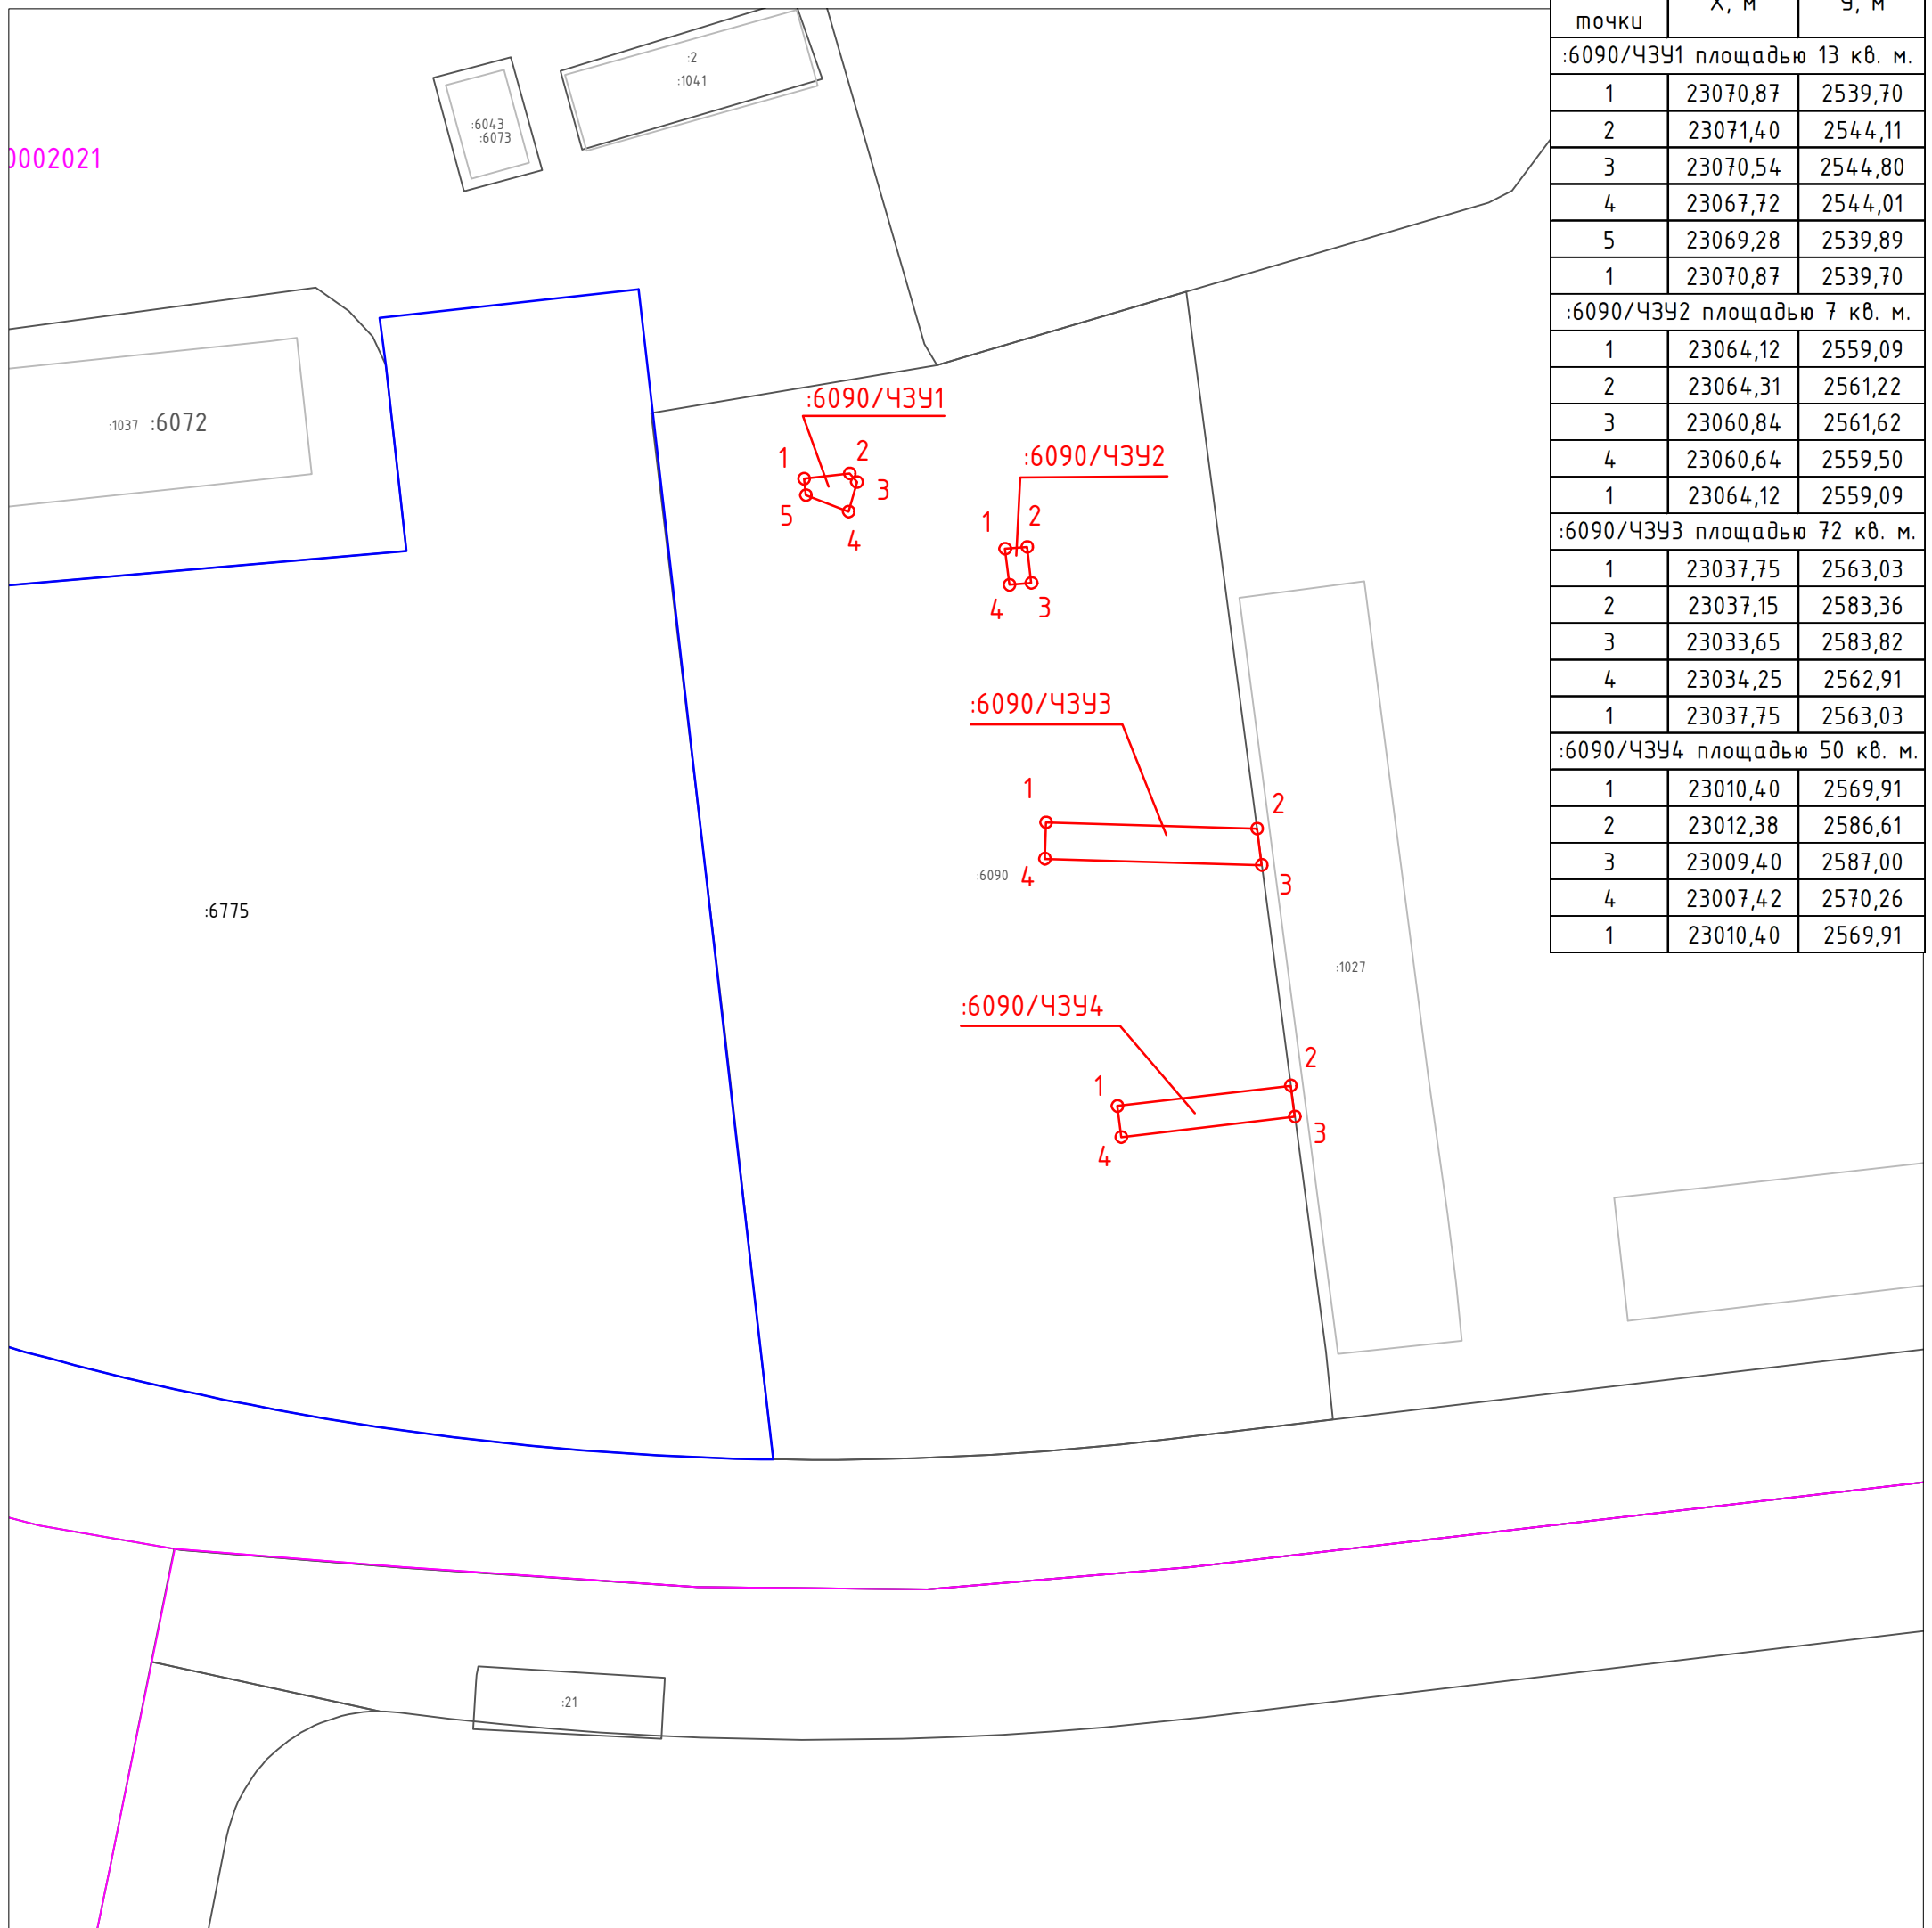 X, м У, м
точки
:6090/ЧЗУ1 площадью 13 кв. м.
1 23070,87 2539,70
2 23071,40 2544,11
3 23070,54 2544,80
4 23067,72 2544,01
5 23069,28 2539,89
1 23070,87 2539,70
:6090/ЧЗУ2 площадью 7 кв. м.
1 23064,12 2559,09
2 23064,31 2561,22
3 23060,84 2561,62
4 23060,64 2559,50
1 23064,12 2559,09
:6090/ЧЗУ3 площадью 72 кв. м.
1 23037,75 2563,03
2 23037,15 2583,36
3 23033,65 2583,82
4 23034,25 2562,91
1 23037,75 2563,03
:6090/ЧЗУ4 площадью 50 кв. м.
1 23010,40 2569,91
2 23012,38 2586,61
3 23009,40 2587,00
4 23007,42 2570,26
1 23010,40 2569,91
:2
:1041
:6043
:6073
0002021
:6090/ЧЗУ1
:1037 :6072
1 2
3
5
4
:6090/ЧЗУ2
1 2
4 3
:6090/ЧЗУ3
1
2
:6090 4
3
:6775
:1027
:6090/ЧЗУ4
2
1
3
4
:21